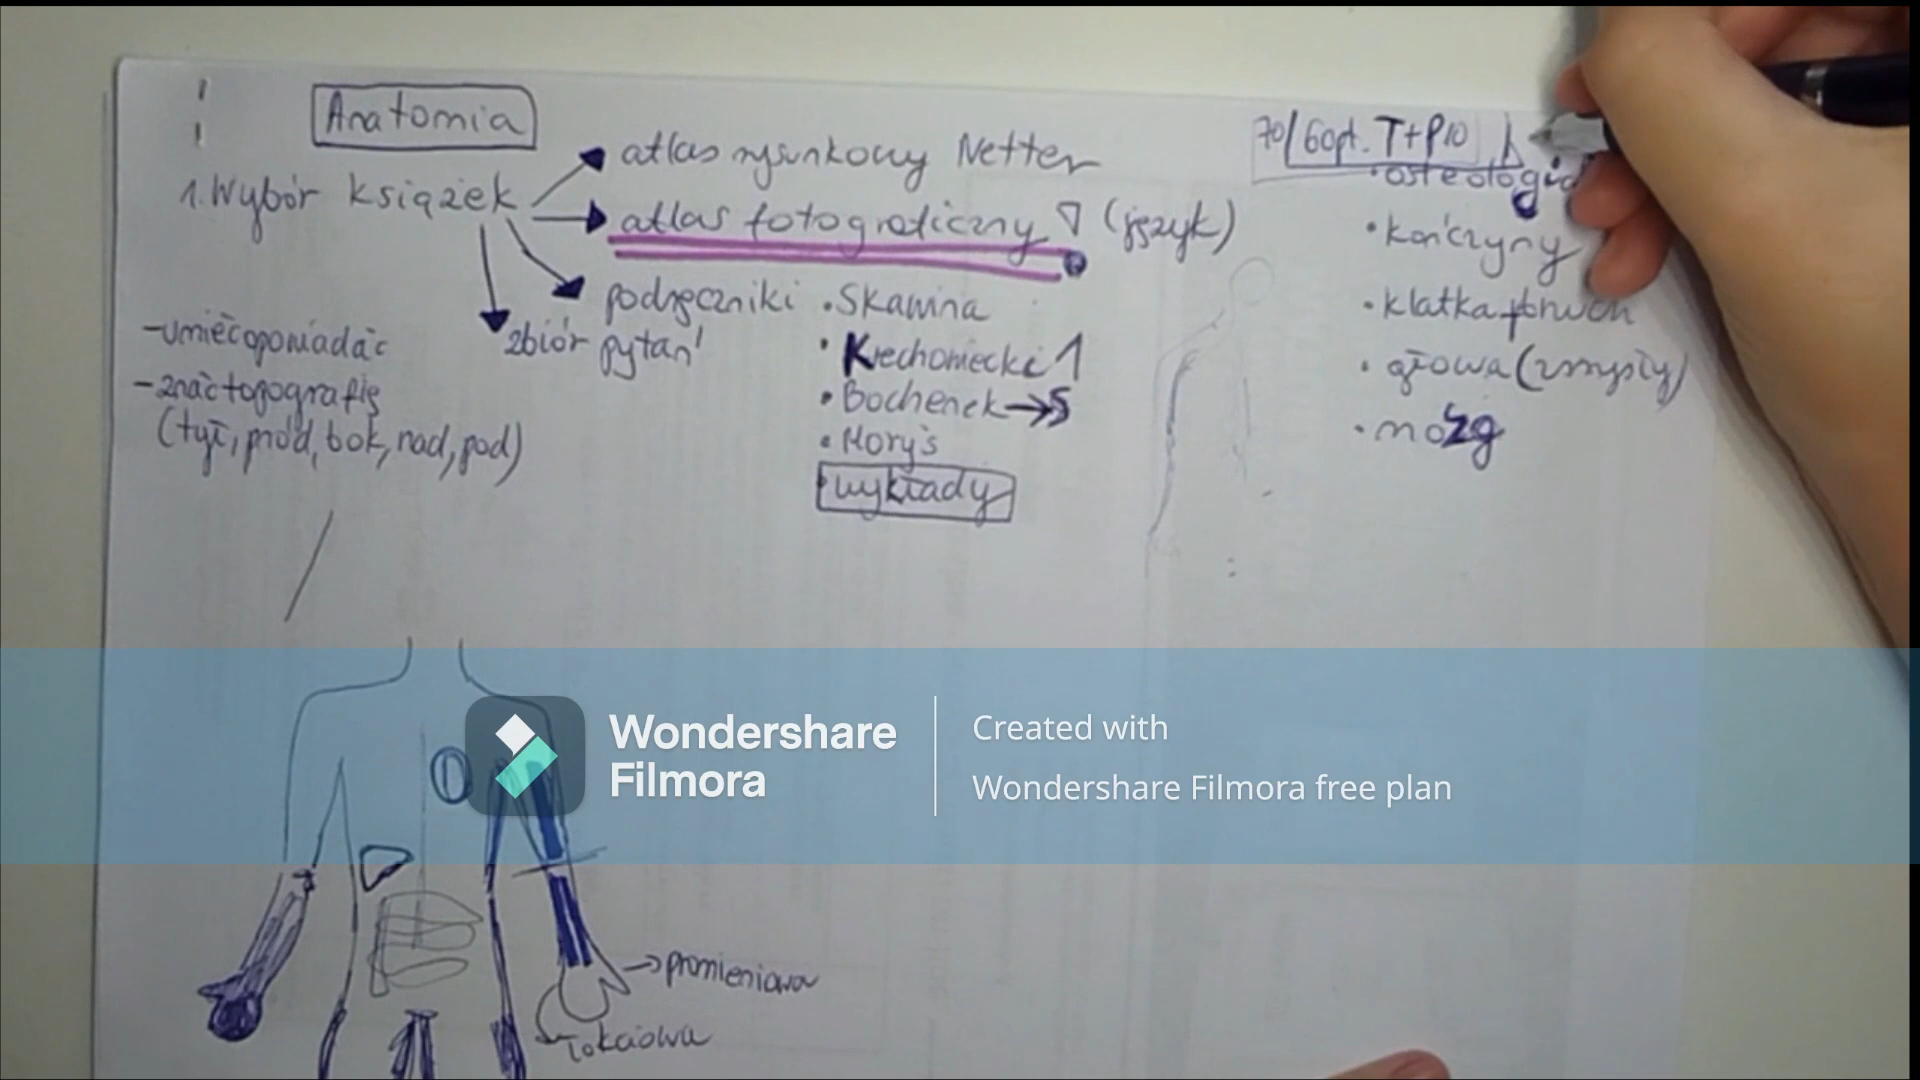 Anatomia
1. Wybór książek
atlas rysunkowy Netter
atlas fotograficzny (język)
podręczniki
• Skawina
• Krechowiecki 1
• Bochenek → 5
• Moryś
• wykłady
zbiór pytań
- umieć opowiadać
- znać topografię
(tył, przód, bok, nad, pod)
70/60pt. T+P10
• osteologia
• kończyny
• klatka + brzuch
• głowa (zmysły)
• mózg
Wondershare
Filmora
Created with
Wondershare Filmora free plan
→ promieniowa
łokciowa